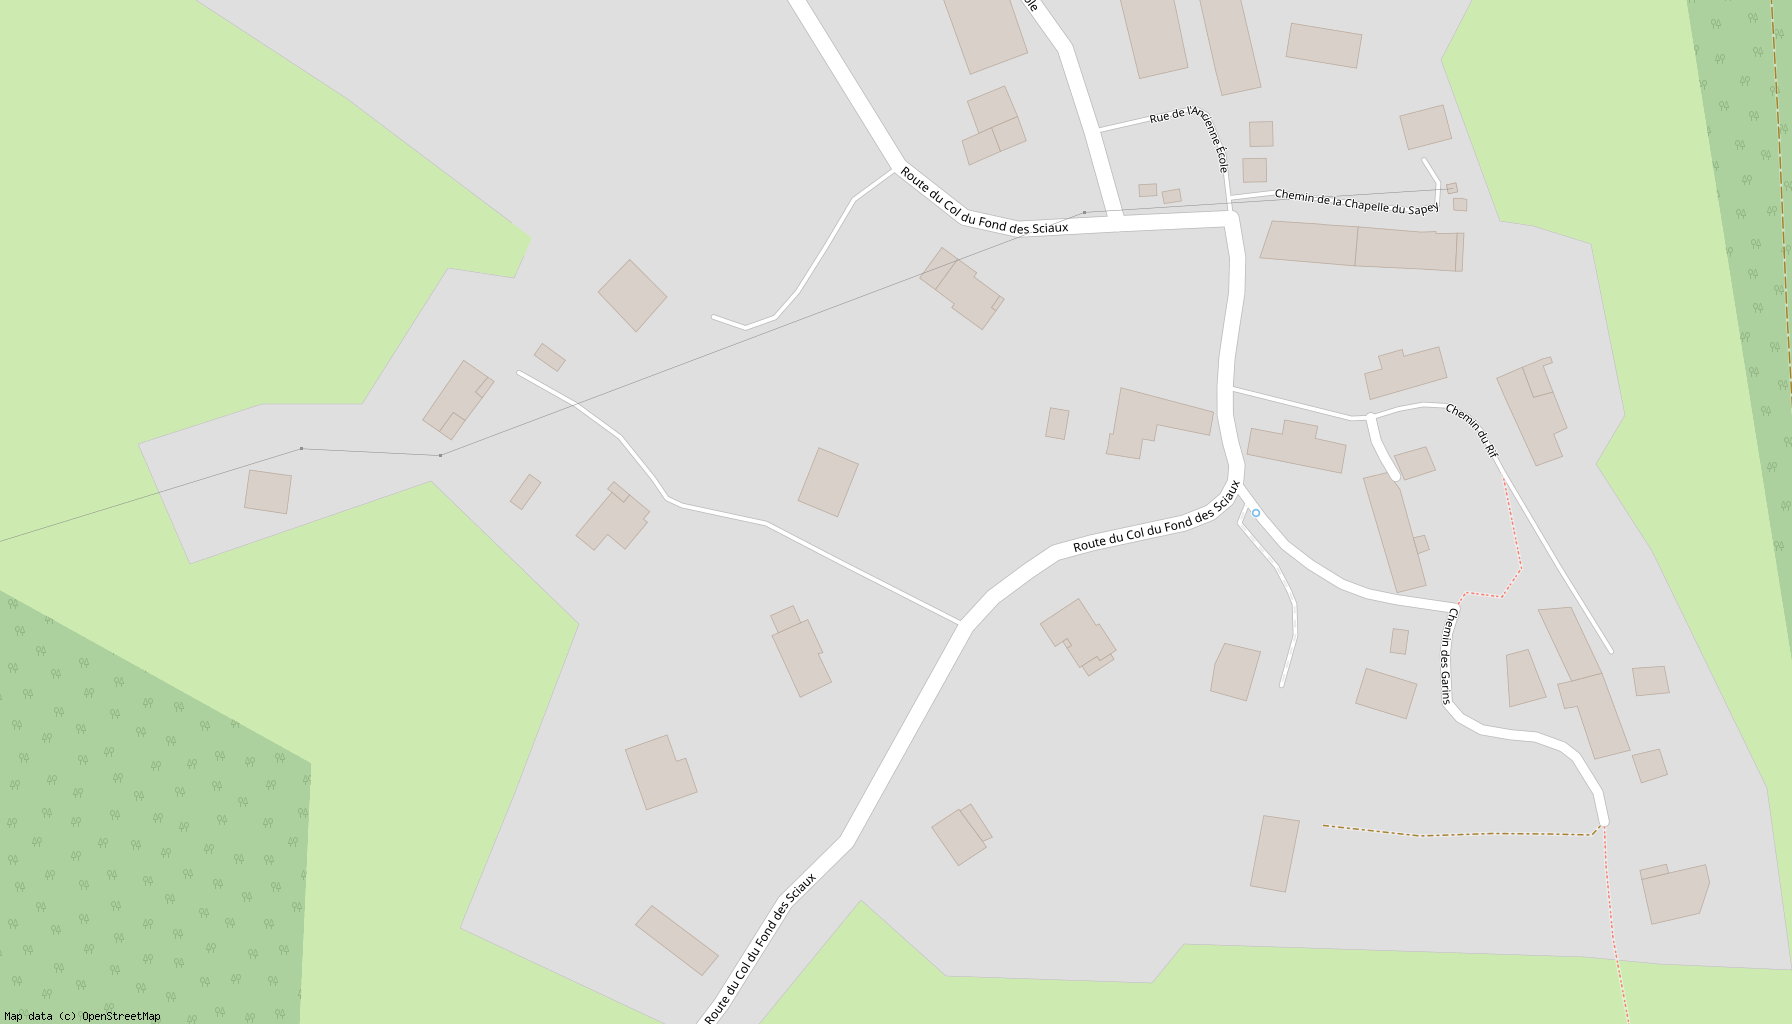 Rue de l'Ancienne École
Route du Col du Fond des Sciaux
Chemin de la Chapelle du Sapey
Chemin du Rif
Route du Col du Fond des Sciaux
Chemin des Garins
Route du Col du Fond des Sciaux
Map data (c) OpenStreetMap